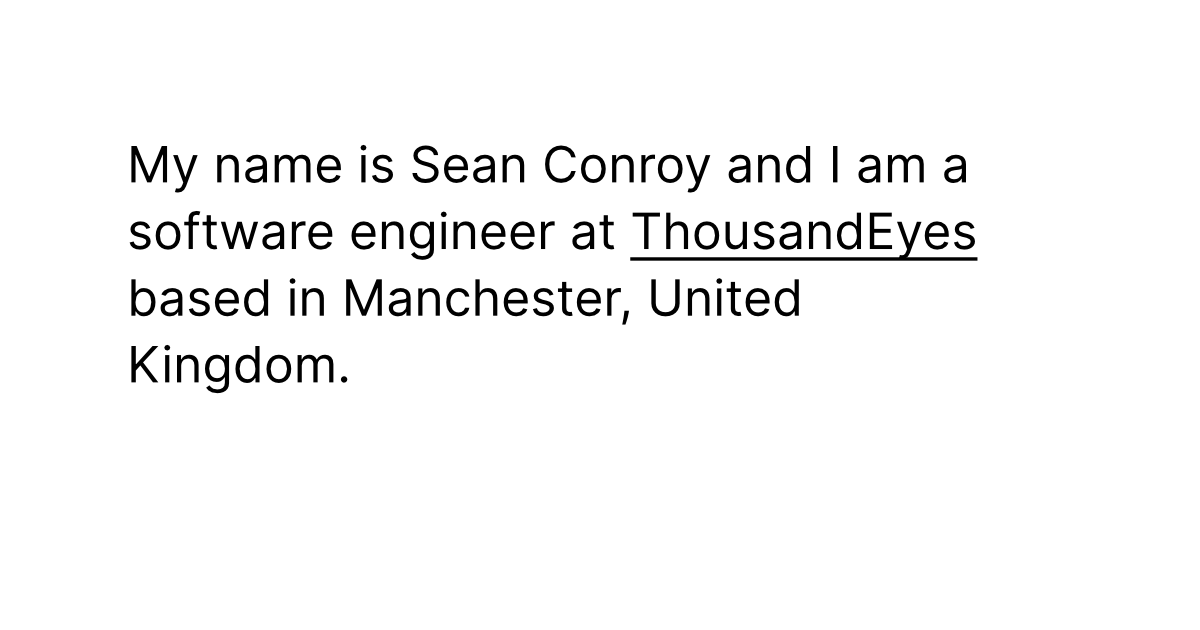 My name is Sean Conroy and I am a
software engineer at ThousandEyes
based in Manchester, United
Kingdom.